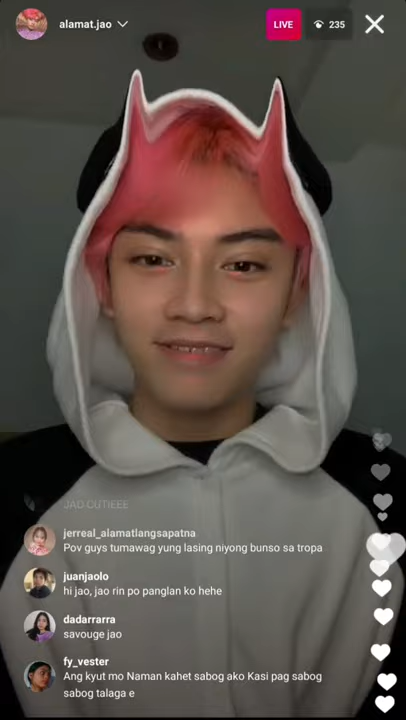 alamat.jao
LIVE
235
JAO CUTIEEE
jerreal_alamatlangsapatna
Pov guys tumawag yung lasing niyong bunso sa tropa
juanjaolo
hi jao, jao rin po panglan ko hehe
dadarrarra
savouge jao
fy_vester
Ang kyut mo Naman kahet sabog ako Kasi pag sabog
sabog talaga e